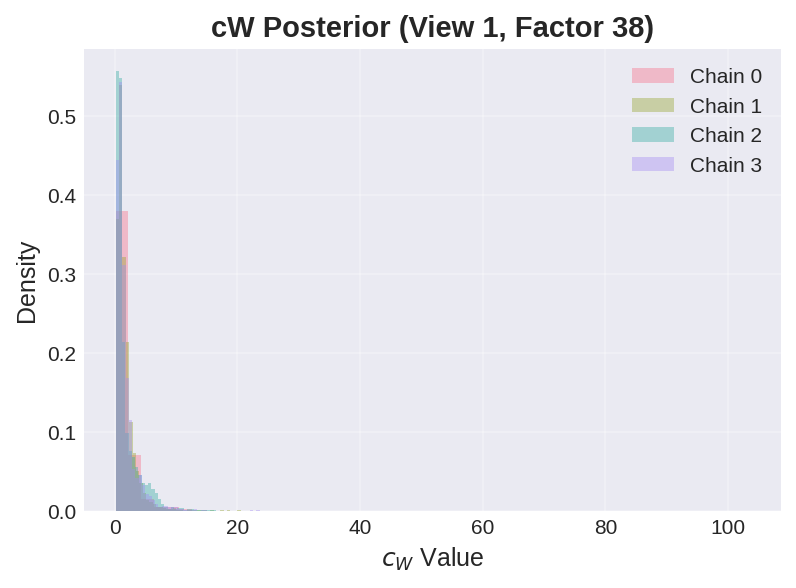 cW Posterior (View 1, Factor 38)
Chain 0
Chain 1
Chain 2
Chain 3
Density
0.5
0.4
0.3
0.2
0.1
0.0
0 20 40 60 80 100
c_W Value